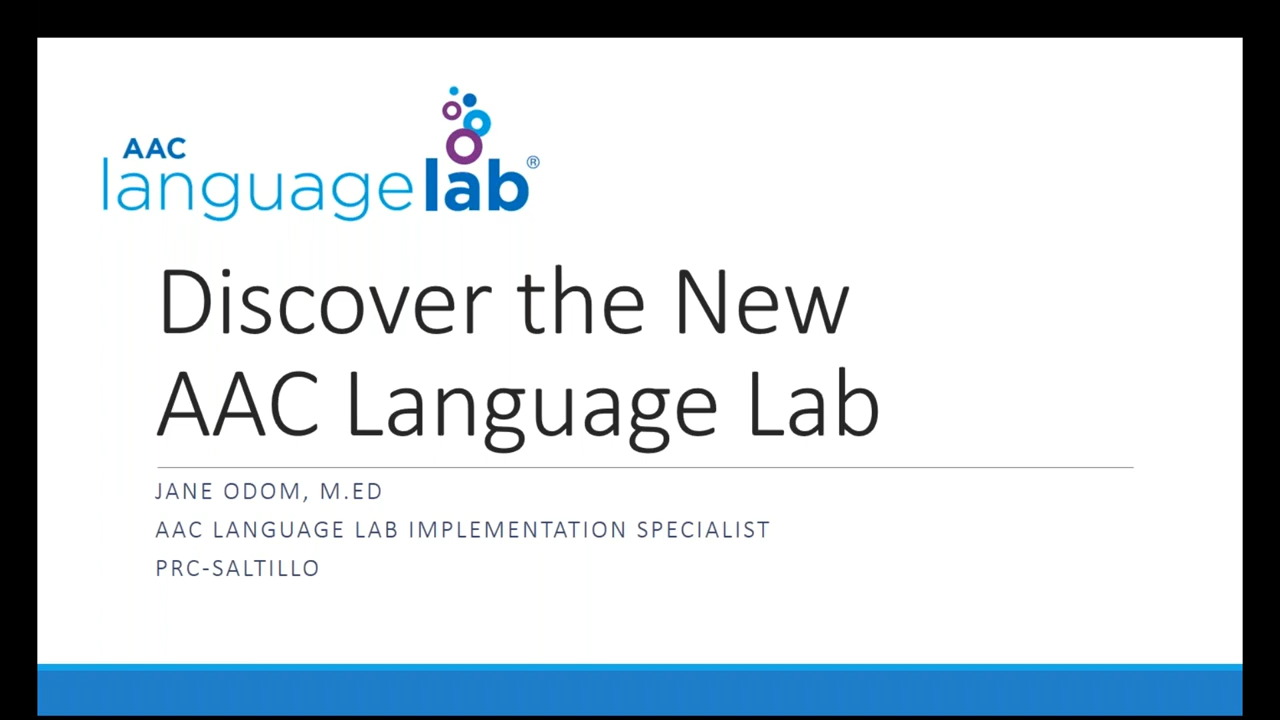 AAC
languagelab®
Discover the New
AAC Language Lab
JANE ODOM, M.ED
AAC LANGUAGE LAB IMPLEMENTATION SPECIALIST
PRC-SALTILLO